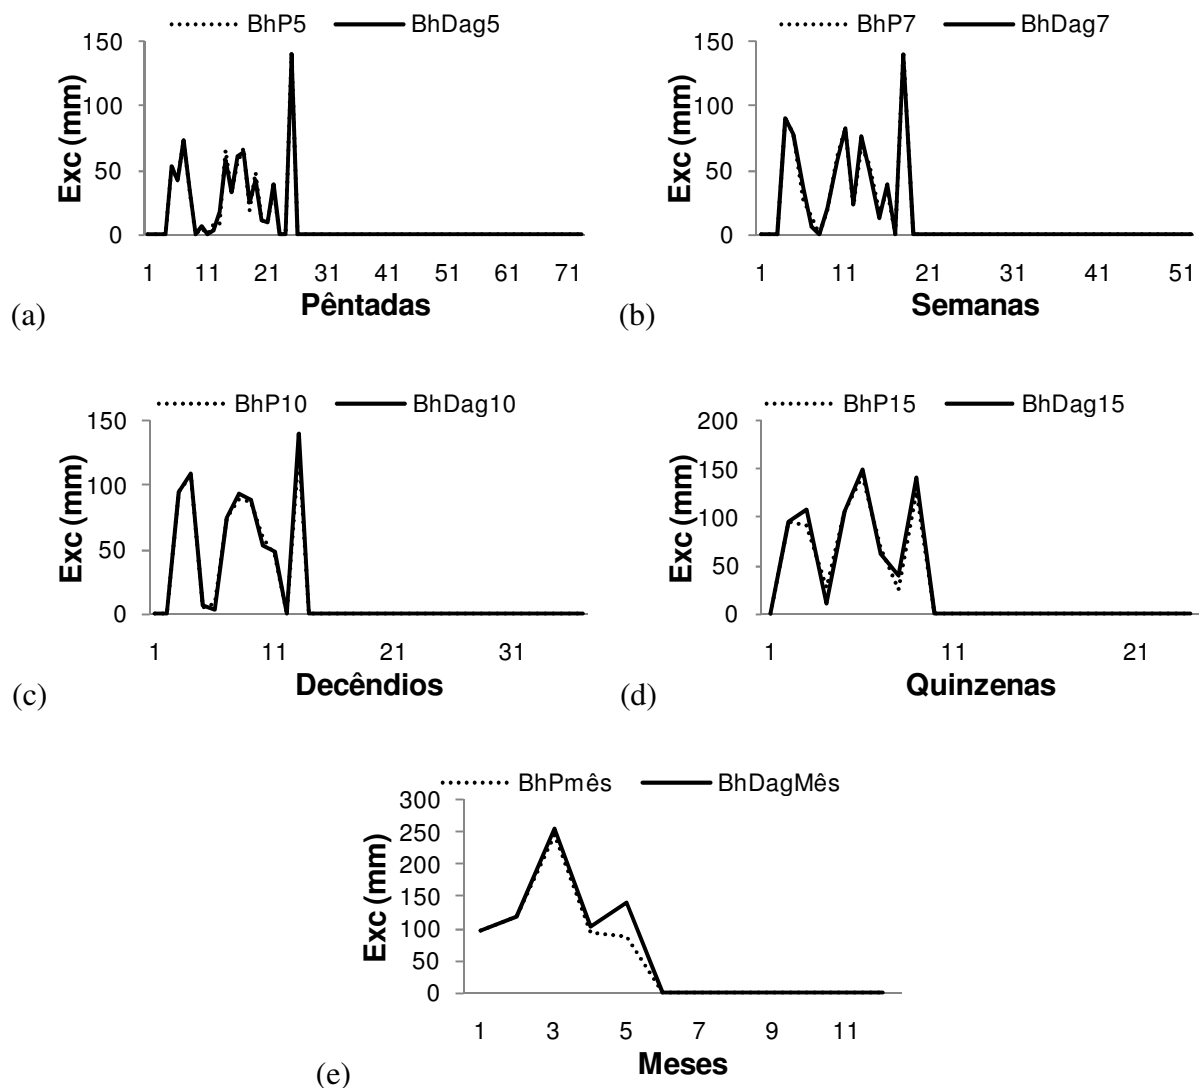 BhP5 BhDag5
150
100
50
0
Exc (mm)
1 11 21 31 41 51 61 71
Pêntadas
(a)
BhP7 BhDag7
150
100
50
0
Exc (mm)
1 11 21 31 41 51
Semanas
(b)
BhP10 BhDag10
150
100
50
0
Exc (mm)
1 11 21 31
Decêndios
(c)
BhP15 BhDag15
200
150
100
50
0
Exc (mm)
1 11 21
Quinzenas
(d)
BhPmês BhDagMês
300
250
200
150
100
50
0
Exc (mm)
1 3 5 7 9 11
Meses
(e)